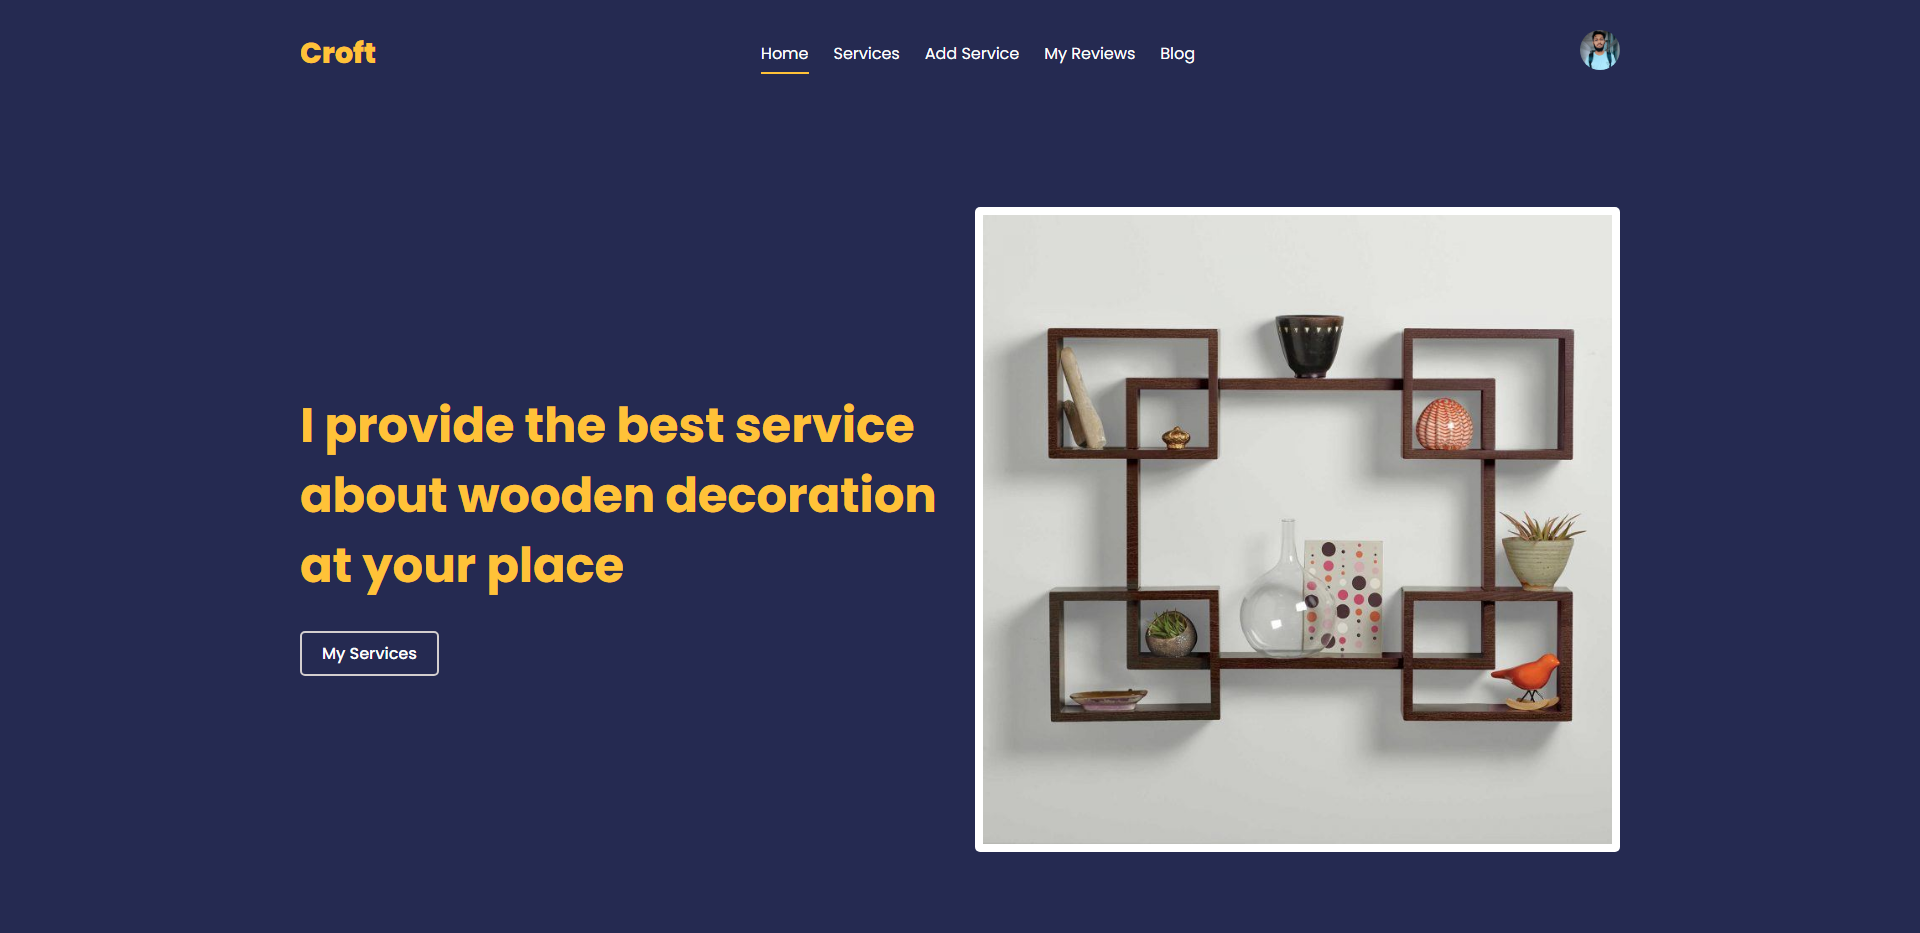 Croft
Home Services Add Service My Reviews Blog
I provide the best service
about wooden decoration
at your place
My Services